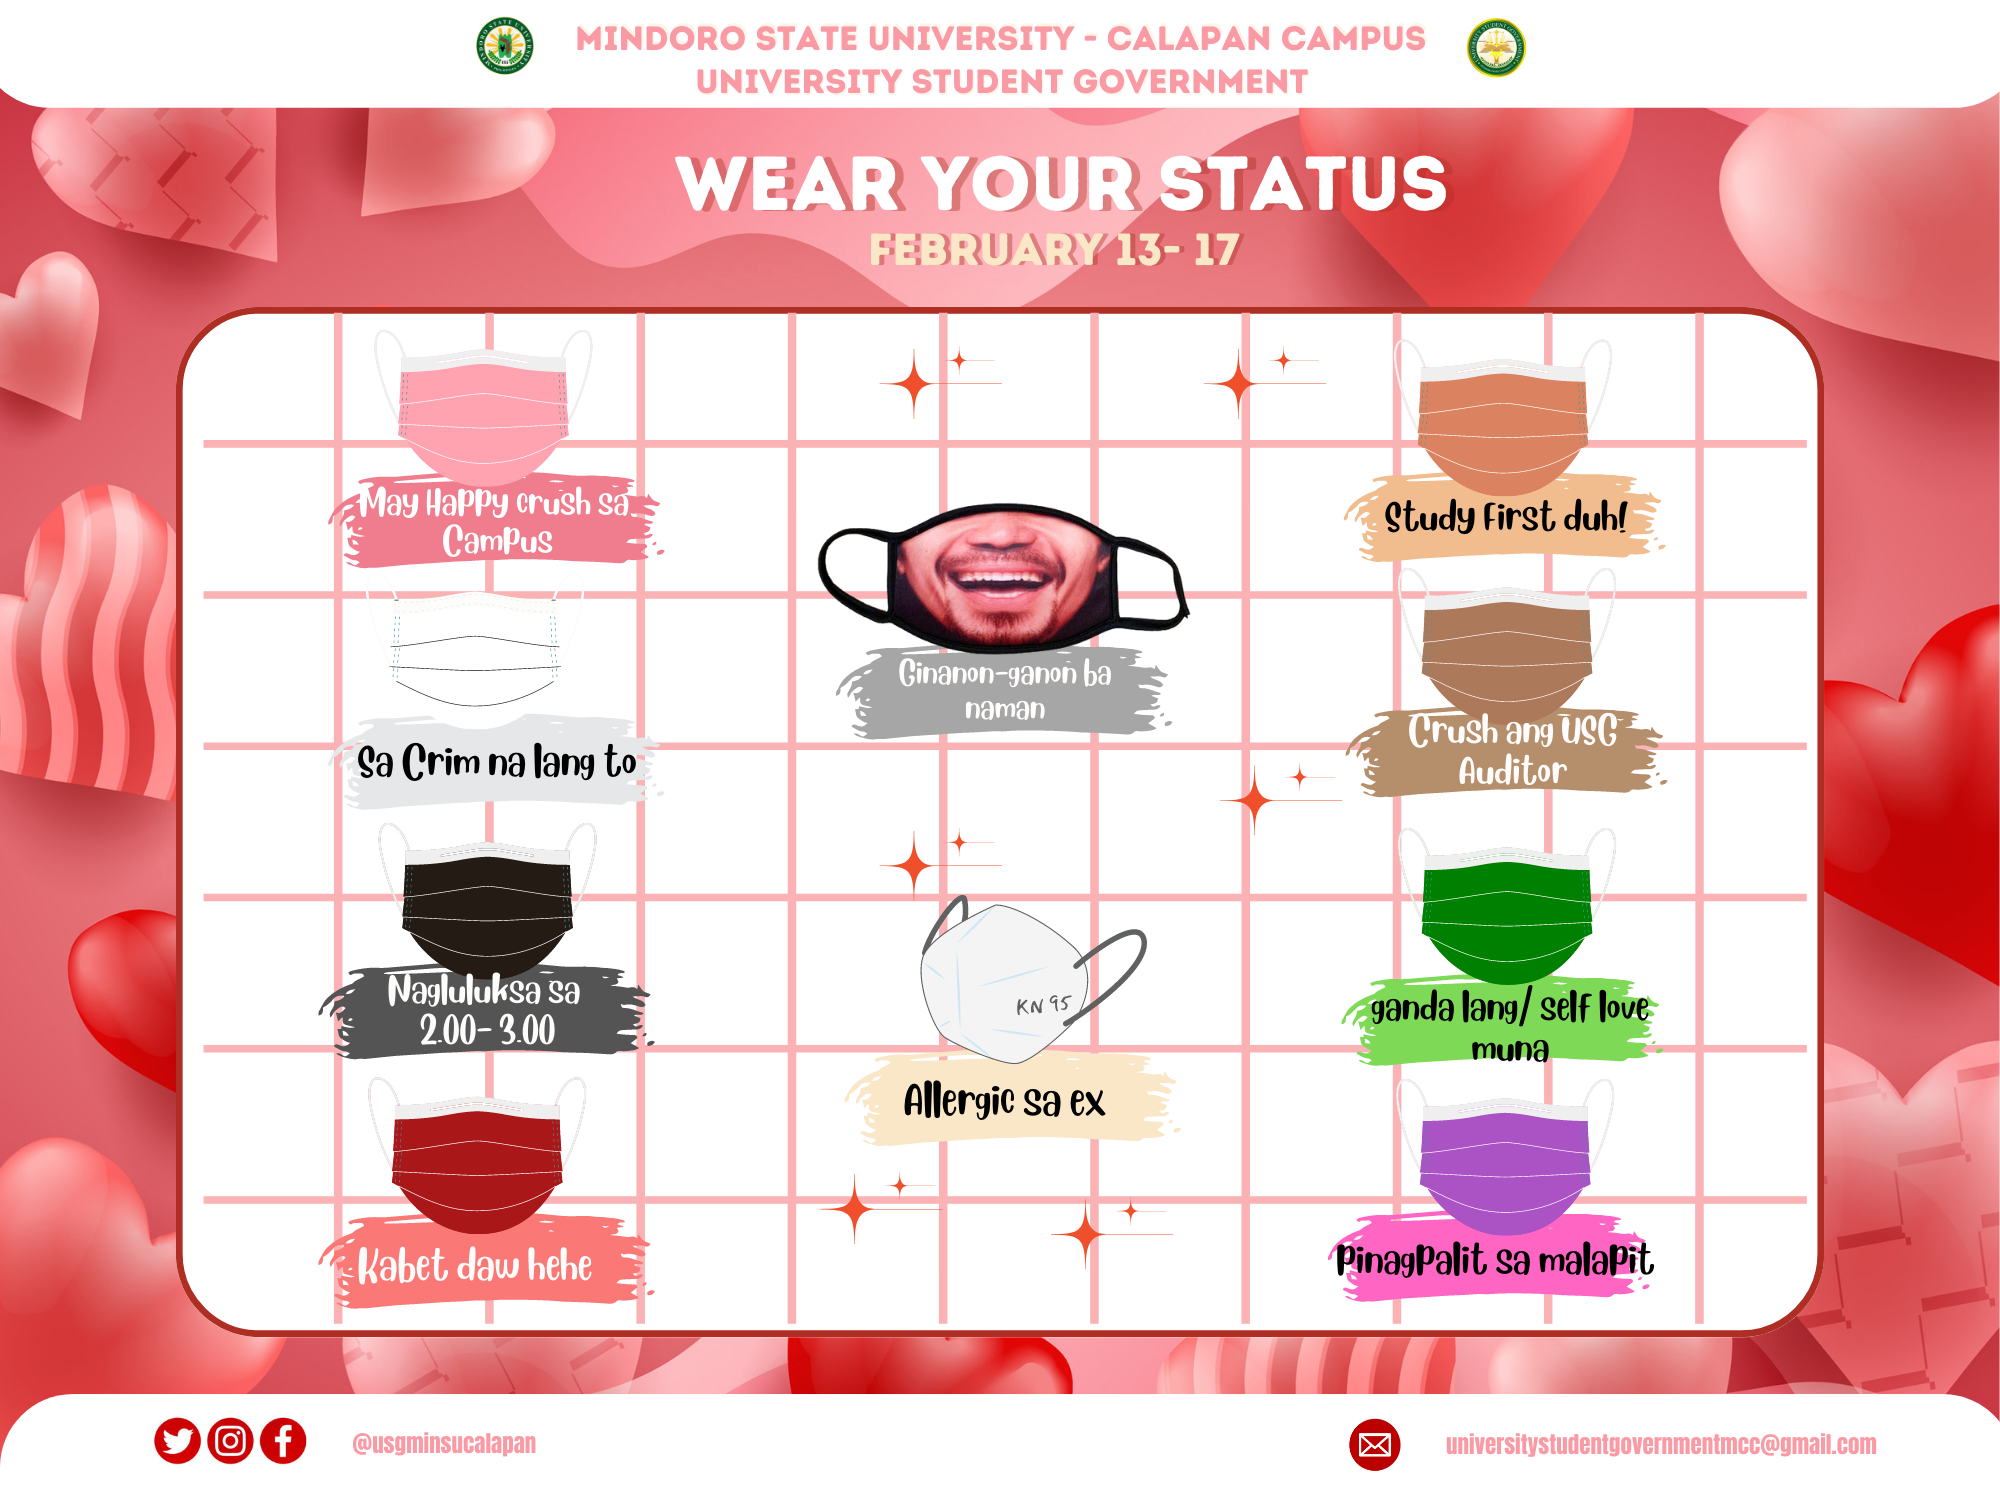 MINDORO STATE UNIVERSITY - CALAPAN CAMPUS
UNIVERSITY STUDENT GOVERNMENT
WEAR YOUR STATUS
FEBRUARY 13- 17
May Happy crush sa
Campus
Sa Crim na lang to
Nagluluksa sa
2.00- 3.00
Kabet daw hehe
Ginanon-ganon ba
naman
KN 95
Allergic sa ex
Study First duh!
Crush ang USG
Auditor
ganda lang/ self love
muna
Pinagpalit sa malapit
@usgminsucalapan
universitystudentgovernmentmcc@gmail.com